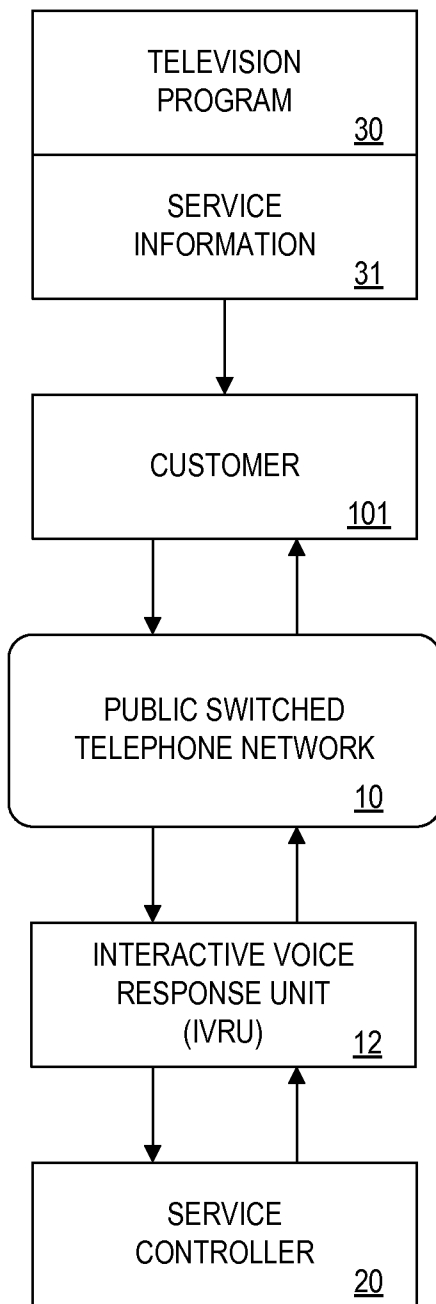 TELEVISION
PROGRAM
30
SERVICE
INFORMATION
31
CUSTOMER
101
PUBLIC SWITCHED
TELEPHONE NETWORK
10
INTERACTIVE VOICE
RESPONSE UNIT
(IVRU)
12
SERVICE
CONTROLLER
20